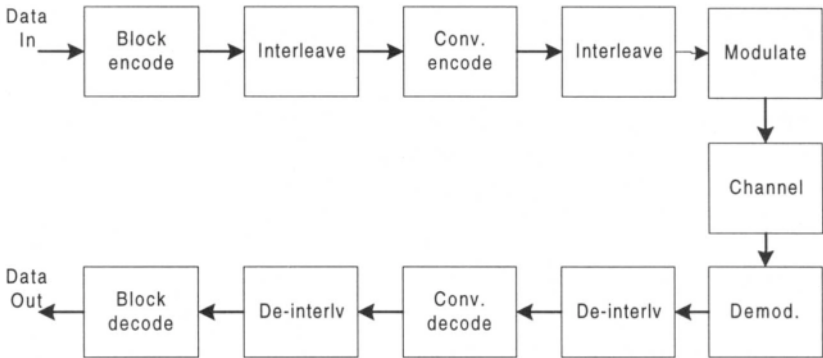 Data
In
Block
encode
Interleave
Conv.
encode
Interleave
Modulate
Channel
Data
Out
Block
decode
De-interlv
Conv.
decode
De-interlv
Demod.